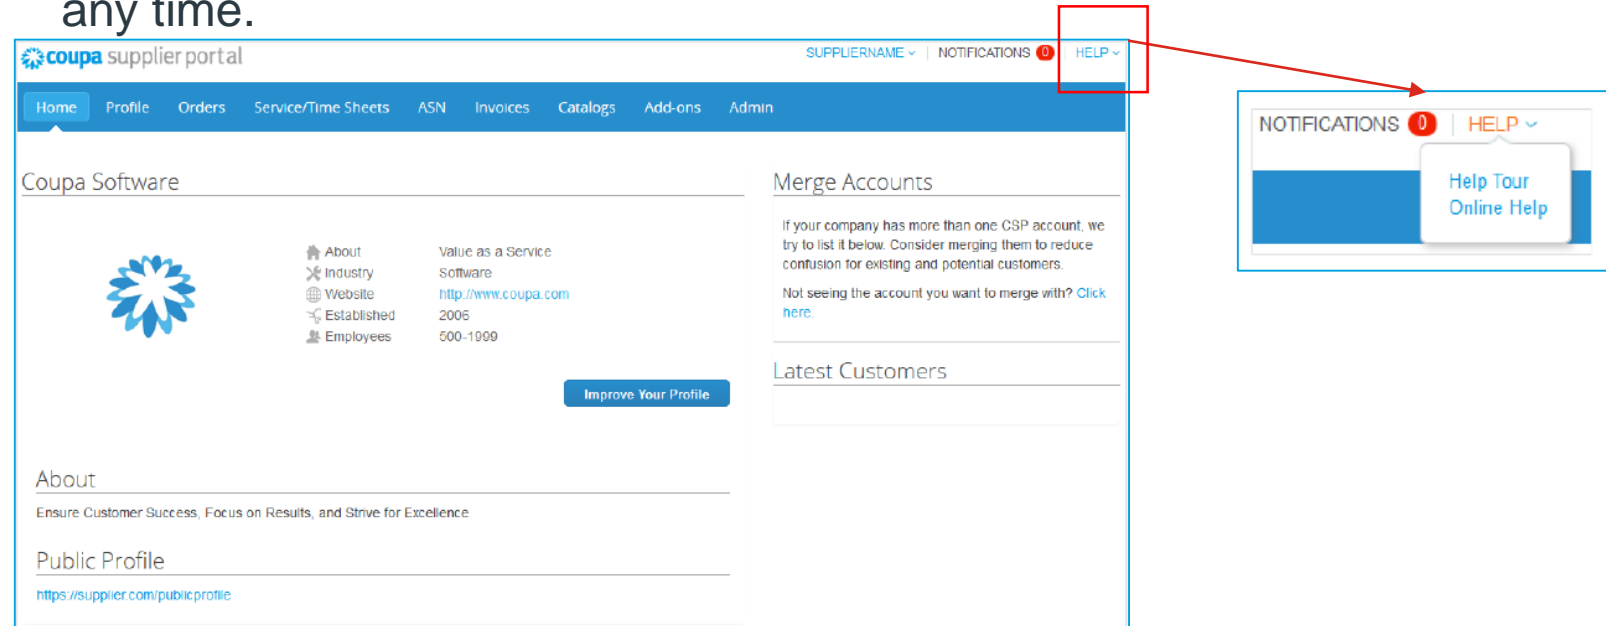 any time.
coupa supplier portal
SUPPLIERNAME | NOTIFICATIONS 0 | HELP
Home Profile Orders Service/Time Sheets ASN Invoices Catalogs Add-ons Admin
Coupa Software
About Value as a Service
Industry Software
Website http://www.coupa.com
Established 2006
Employees 500-1999
Improve Your Profile
About
Ensure Customer Success, Focus on Results, and Strive for Excellence
Public Profile
https://supplier.com/publicprofile
Merge Accounts
If your company has more than one CSP account, we
try to list it below. Consider merging them to reduce
confusion for existing and potential customers.
Not seeing the account you want to merge with? Click
here.
Latest Customers
NOTIFICATIONS 0 | HELP
Help Tour
Online Help